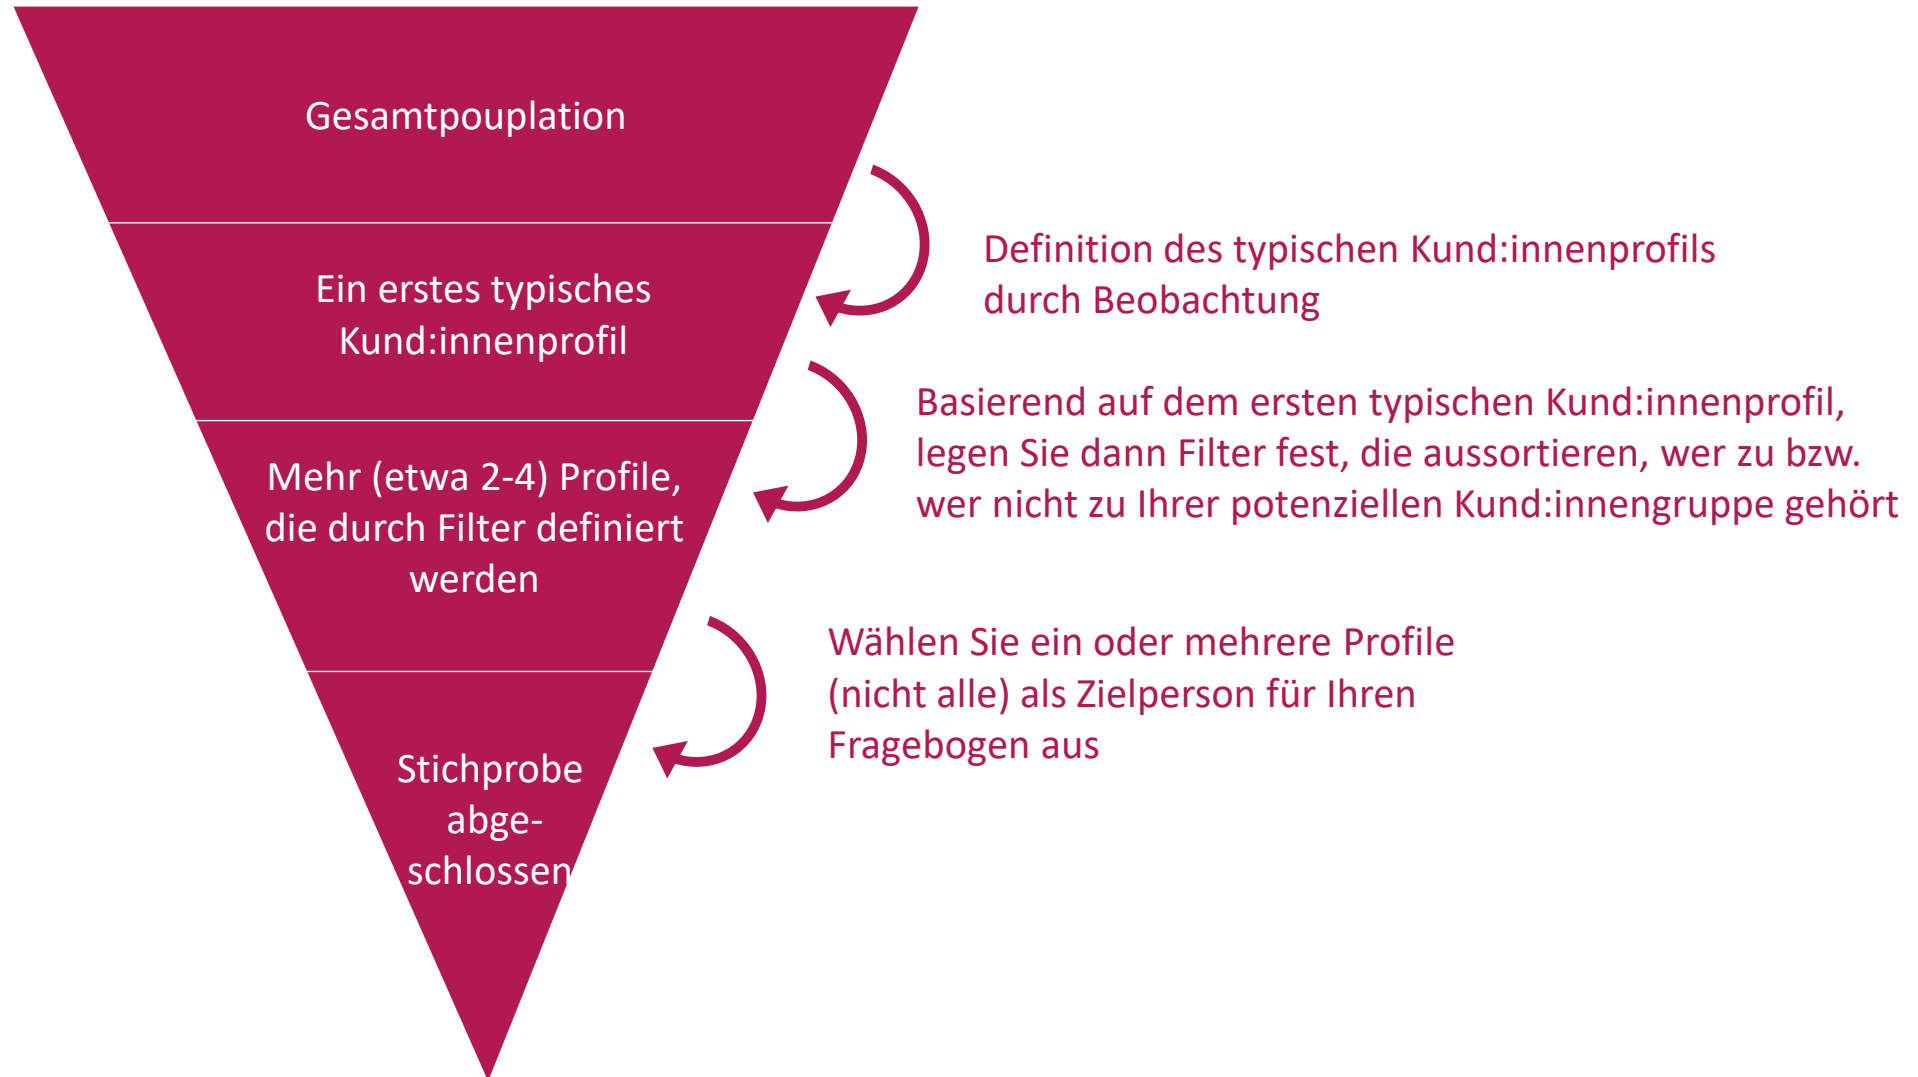 Gesamtpouplation
Definition des typischen Kund:innenprofils
durch Beobachtung
Ein erstes typisches
Kund:innenprofil
Basierend auf dem ersten typischen Kund:innenprofil,
legen Sie dann Filter fest, die aussortieren, wer zu bzw.
wer nicht zu Ihrer potenziellen Kund:innengruppe gehört
Mehr (etwa 2-4) Profile,
die durch Filter definiert
werden
Wählen Sie ein oder mehrere Profile
(nicht alle) als Zielperson für Ihren
Fragebogen aus
Stichprobe
abge-
schlossen